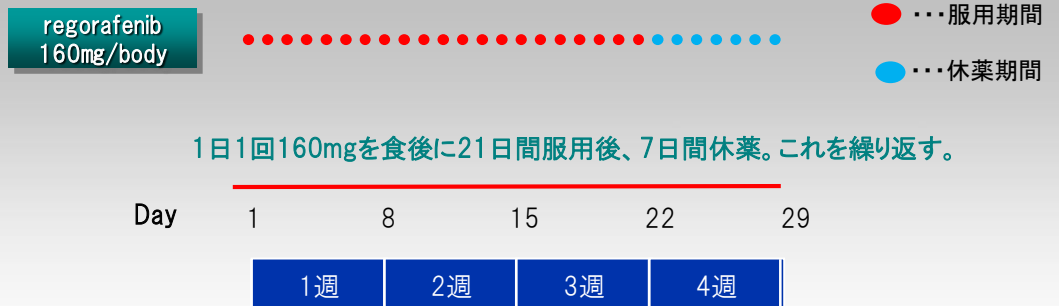 regorafenib
160mg/body
・・・服用期間
・・・休薬期間
1日1回160mgを食後に21日間服用後、7日間休薬。これを繰り返す。
Day 1 8 15 22 29
1週 2週 3週 4週